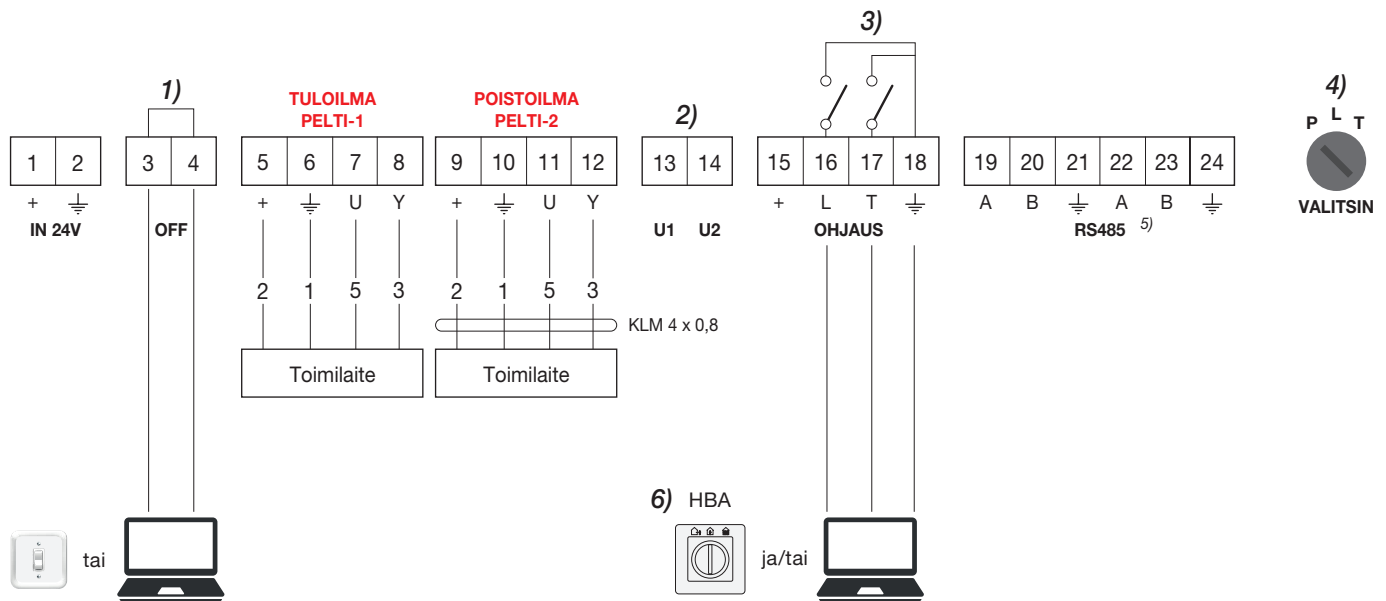 3)
1)
TULOILMA
PELTI-1
POISTOILMA
PELTI-2
2)
4)
P L T
VALITSIN
1 2 3 4 5 6 7 8 9 10 11 12 13 14 15 16 17 18 19 20 21 22 23 24
+ + U Y + U Y + L T A B A B
IN 24V OFF U1 U2 OHJAUS RS485 5)
2 1 5 3 2 1 5 3
KLM 4 x 0,8
Toimilaite Toimilaite
6) HBA
tai ja/tai